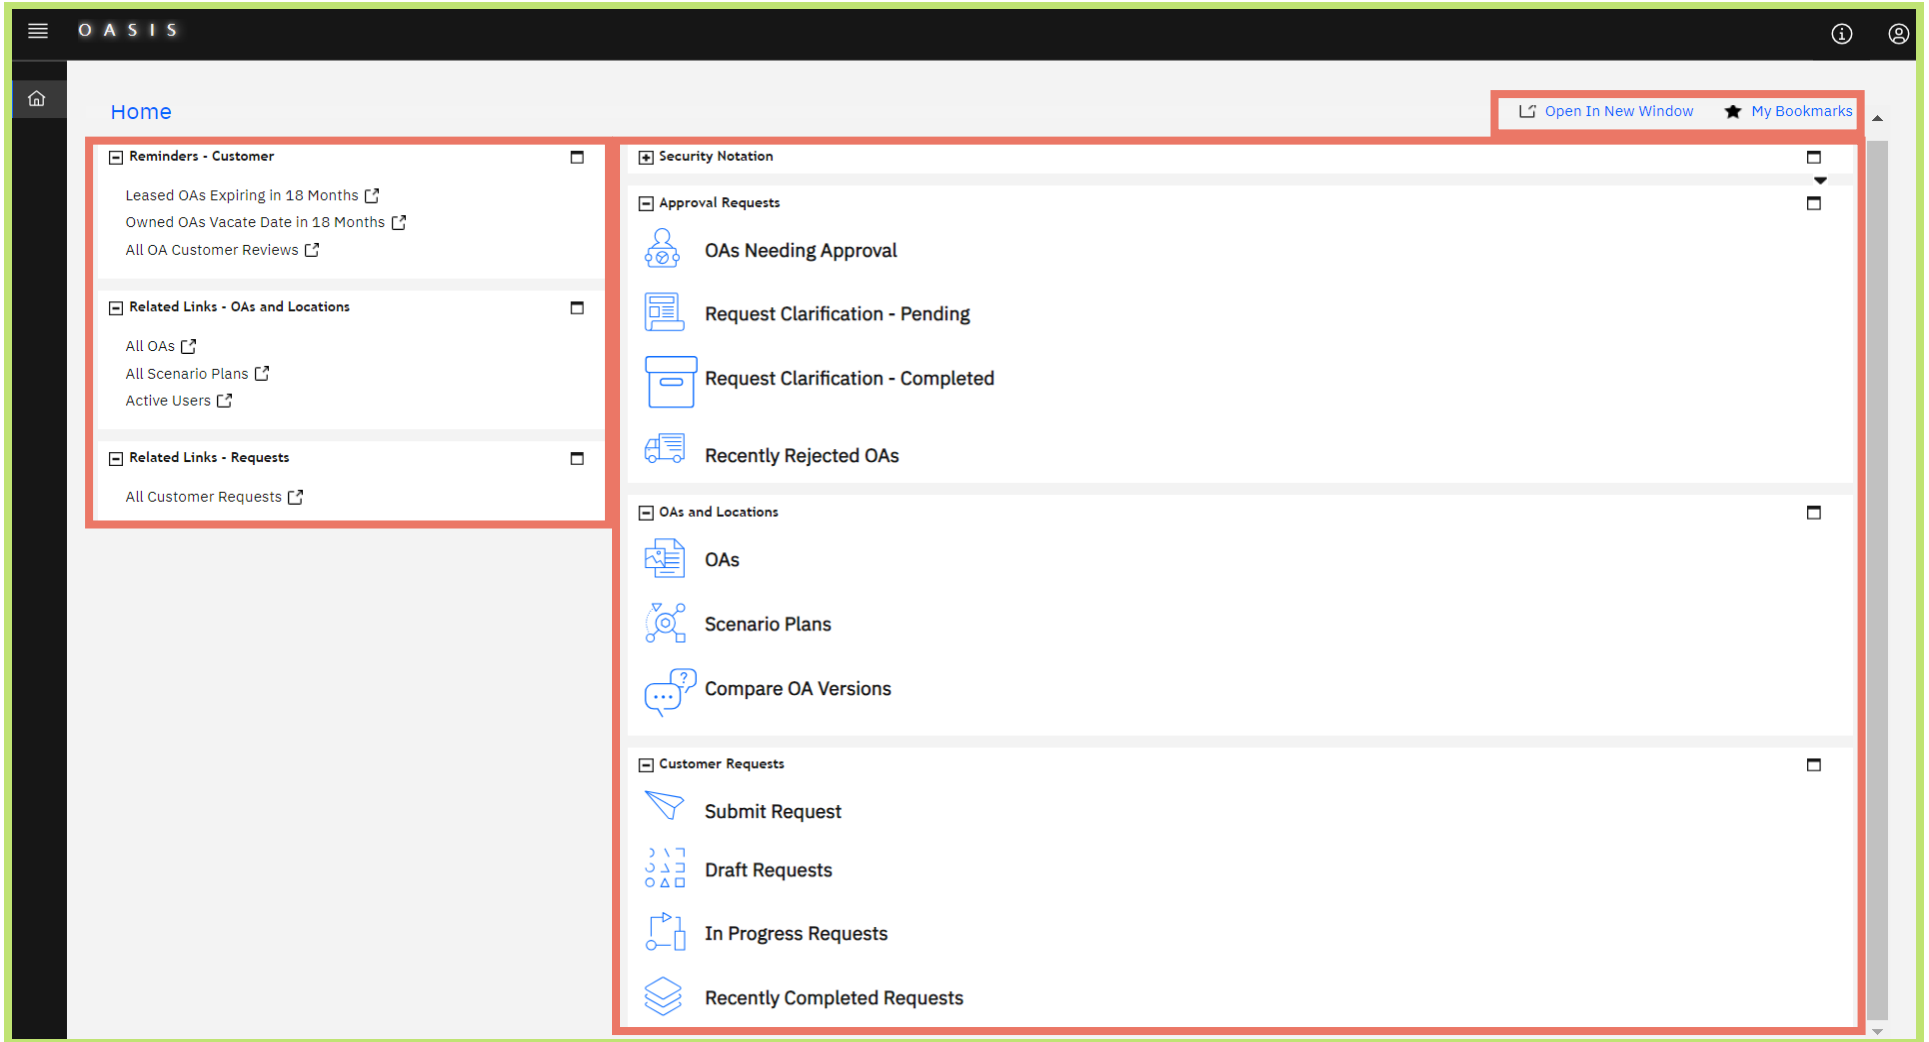 OASIS
Home
Open In New Window
My Bookmarks
Reminders - Customer
Leased OAs Expiring in 18 Months
Owned OAs Vacate Date in 18 Months
All OA Customer Reviews
Related Links - OAs and Locations
All OAs
All Scenario Plans
Active Users
Related Links - Requests
All Customer Requests
Security Notation
Approval Requests
OAs Needing Approval
Request Clarification - Pending
Request Clarification - Completed
Recently Rejected OAs
OAs and Locations
OAs
Scenario Plans
Compare OA Versions
Customer Requests
Submit Request
Draft Requests
In Progress Requests
Recently Completed Requests